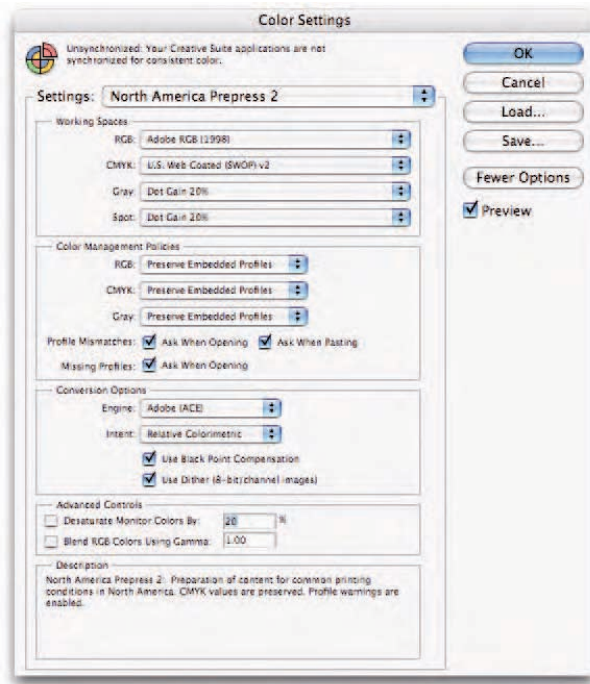 Color Settings
Unsynchronized: Your Creative Suite applications are not
synchronized for consistent color.
Settings: North America Prepress 2
Working Spaces
RGB: Adobe RGB (1998)
CMYK: U.S. Web Coated (SWOP) v2
Gray: Dot Gain 20%
Spot: Dot Gain 20%
Color Management Policies
RGB: Preserve Embedded Profiles
CMYK: Preserve Embedded Profiles
Gray: Preserve Embedded Profiles
Profile Mismatches: Ask When Opening Ask When Pasting
Missing Profiles: Ask When Opening
Conversion Options
Engine: Adobe (ACE)
Intent: Relative Colorimetric
Use Black Point Compensation
Use Dither (8-bit/channel images)
Advanced Controls
Desaturate Monitor Colors By: 20 %
Blend RGB Colors Using Gamma: 1.00
Description
North America Prepress 2: Preparation of content for common printing
conditions in North America. CMYK values are preserved. Profile warnings are
enabled.
OK
Cancel
Load...
Save...
Fewer Options
Preview